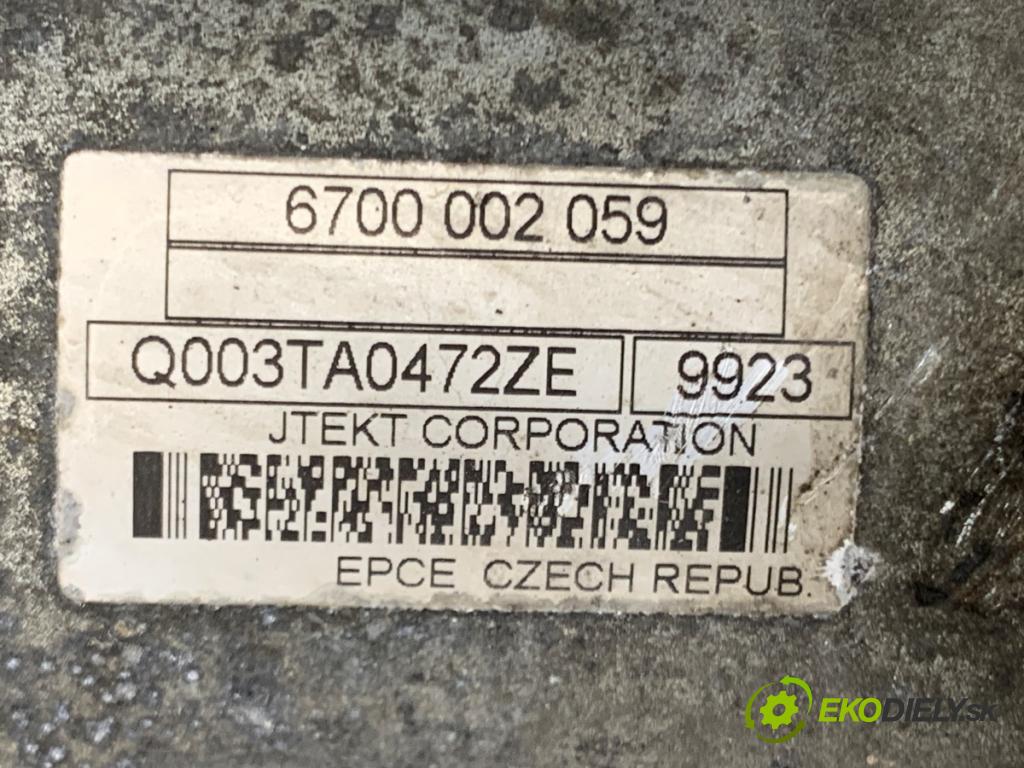 6700 002 059
Q003TA0472ZE 9923
JTEKT CORPORATION
EPCE CZECH REPUB.
EKODIELY.sk